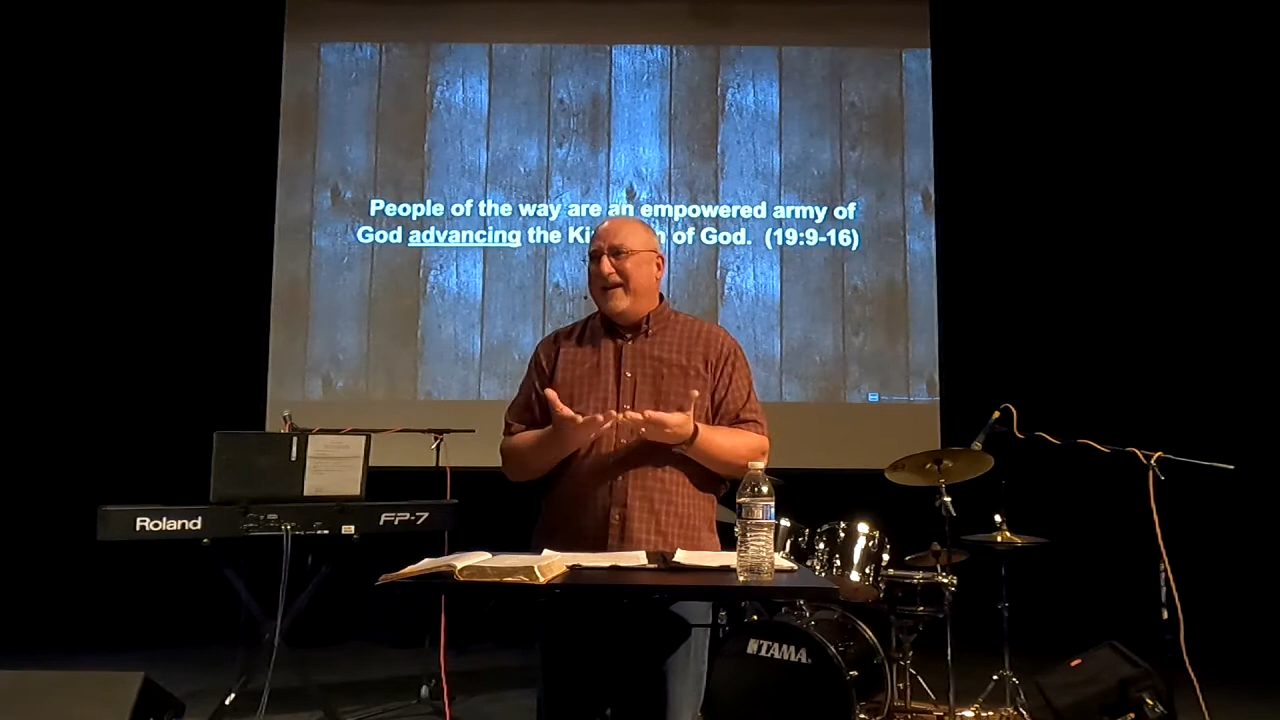 People of the way are an empowered army of
God advancing the Ki of God. (19:9-16)
Roland
FP-7
TAMA